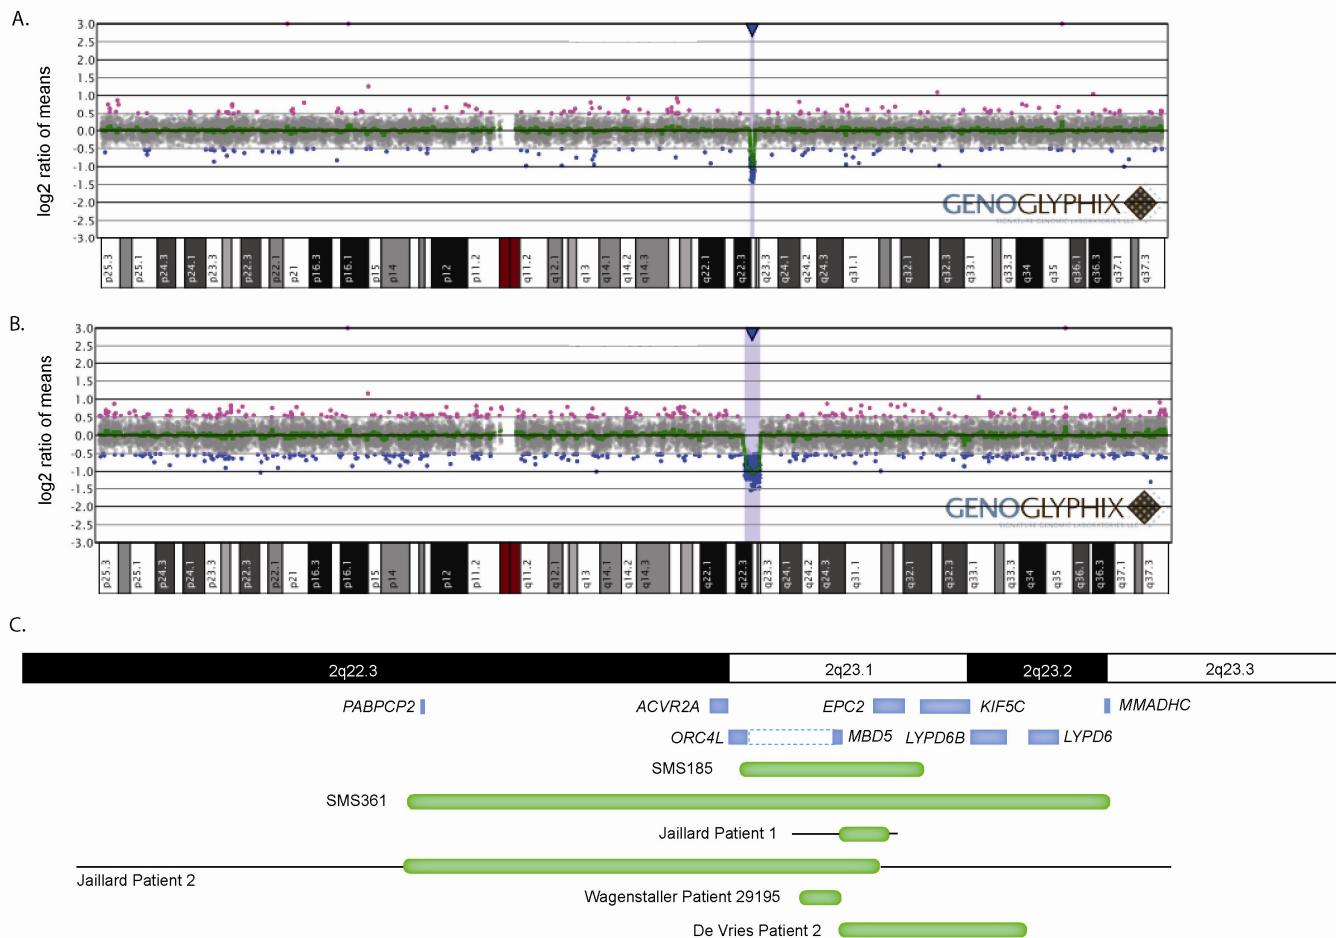 A.
log2 ratio of means
3.0
2.5
2.0
1.5
1.0
0.5
0.0
-0.5
-1.0
-1.5
-2.0
-2.5
-3.0
GENOGLYPHIX
p25.3 p25.1 p24.3 p24.1 p23.3 p22.3 p22.1 p21 p16.3 p16.1 p15 p14 p12 p11.2 q11.2 q12.1 q13 q14.1 q14.2 q14.3 q22.1 q22.3 q23.3 q24.1 q24.2 q24.3 q31.1 q32.1 q32.3 q33.1 q33.3 q34 q35 q36.1 q36.3 q37.1 q37.3
B.
log2 ratio of means
3.0
2.5
2.0
1.5
1.0
0.5
0.0
-0.5
-1.0
-1.5
-2.0
-2.5
-3.0
GENOGLYPHIX
SIGNATURE GENOMIC LABORATORIES LLC
p25.3 p25.1 p24.3 p24.1 p23.3 p22.3 p22.1 p21 p16.3 p16.1 p15 p14 p12 p11.2 q11.2 q12.1 q13 q14.1 q14.2 q14.3 q22.1 q22.3 q23.3 q24.1 q24.2 q24.3 q31.1 q32.1 q32.3 q33.1 q33.3 q34 q35 q36.1 q36.3 q37.1 q37.3
C.
2q22.3 2q23.1 2q23.2 2q23.3
PABPCP2 ACVR2A EPC2 KIF5C MMADHC
ORC4L MBD5 LYPD6B LYPD6
SMS185
SMS361
Jaillard Patient 1
Jaillard Patient 2
Wagenstaller Patient 29195
De Vries Patient 2